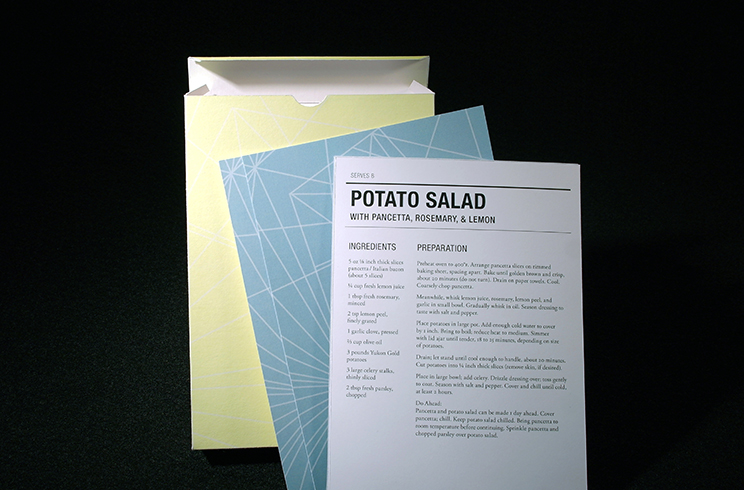 SERVES 8
POTATO SALAD
WITH PANCETTA, ROSEMARY, & LEMON
INGREDIENTS
5 oz ⅛ inch thick slices
pancetta / Italian bacon
(about 5 slices)
¼ cup fresh lemon juice
1 tbsp fresh rosemary,
minced
2 tsp lemon peel,
finely grated
1 garlic clove, pressed
cup olive oil
3 pounds Yukon Gold
potatoes
3 large celery stalks,
thinly sliced
2 tbsp fresh parsley,
chopped
PREPARATION
Preheat oven to 400°F. Arrange pancetta slices on rimmed
baking sheet, spacing apart. Bake until golden brown and crisp,
about 20 minutes (do not turn). Drain on paper towels. Cool.
Coarsely chop pancetta.
Meanwhile, whisk lemon juice, rosemary, lemon peel, and
garlic in small bowl. Gradually whisk in oil. Season dressing to
taste with salt and pepper.
Place potatoes in large pot. Add enough cold water to cover
by 1 inch. Bring to boil; reduce heat to medium. Simmer
with lid ajar until tender, 18 to 25 minutes, depending on size
of potatoes.
Drain; let stand until cool enough to handle, about 20 minutes.
Cut potatoes into ¼ inch thick slices (remove skin, if desired).
Place in large bowl; add celery. Drizzle dressing over; toss gently
to coat. Season with salt and pepper. Cover and chill until cold,
at least 2 hours.
Do Ahead:
Pancetta and potato salad can be made 1 day ahead. Cover
pancetta; chill. Keep potato salad chilled. Bring pancetta to
room temperature before continuing. Sprinkle pancetta and
chopped parsley over potato salad.